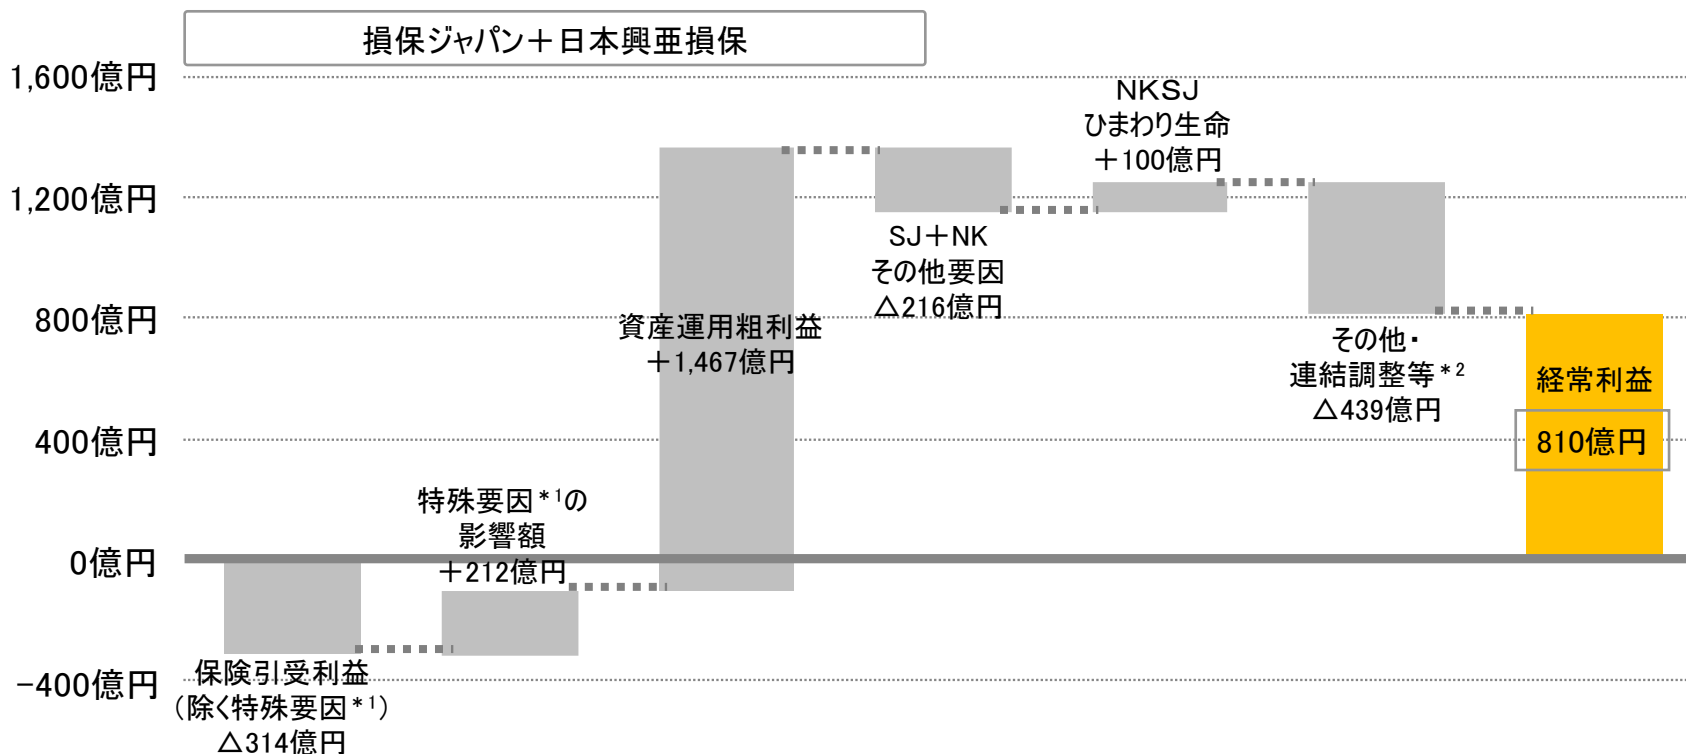 損保ジャパン＋日本興亜損保
1,600億円
1,200億円
800億円
400億円
0億円
-400億円
保険引受利益
（除く特殊要因*1）
△314億円
特殊要因*1の
影響額
＋212億円
資産運用粗利益
＋1,467億円
SJ＋NK
その他要因
△216億円
NKSJ
ひまわり生命
＋100億円
その他・
連結調整等*2
△439億円
経常利益
810億円